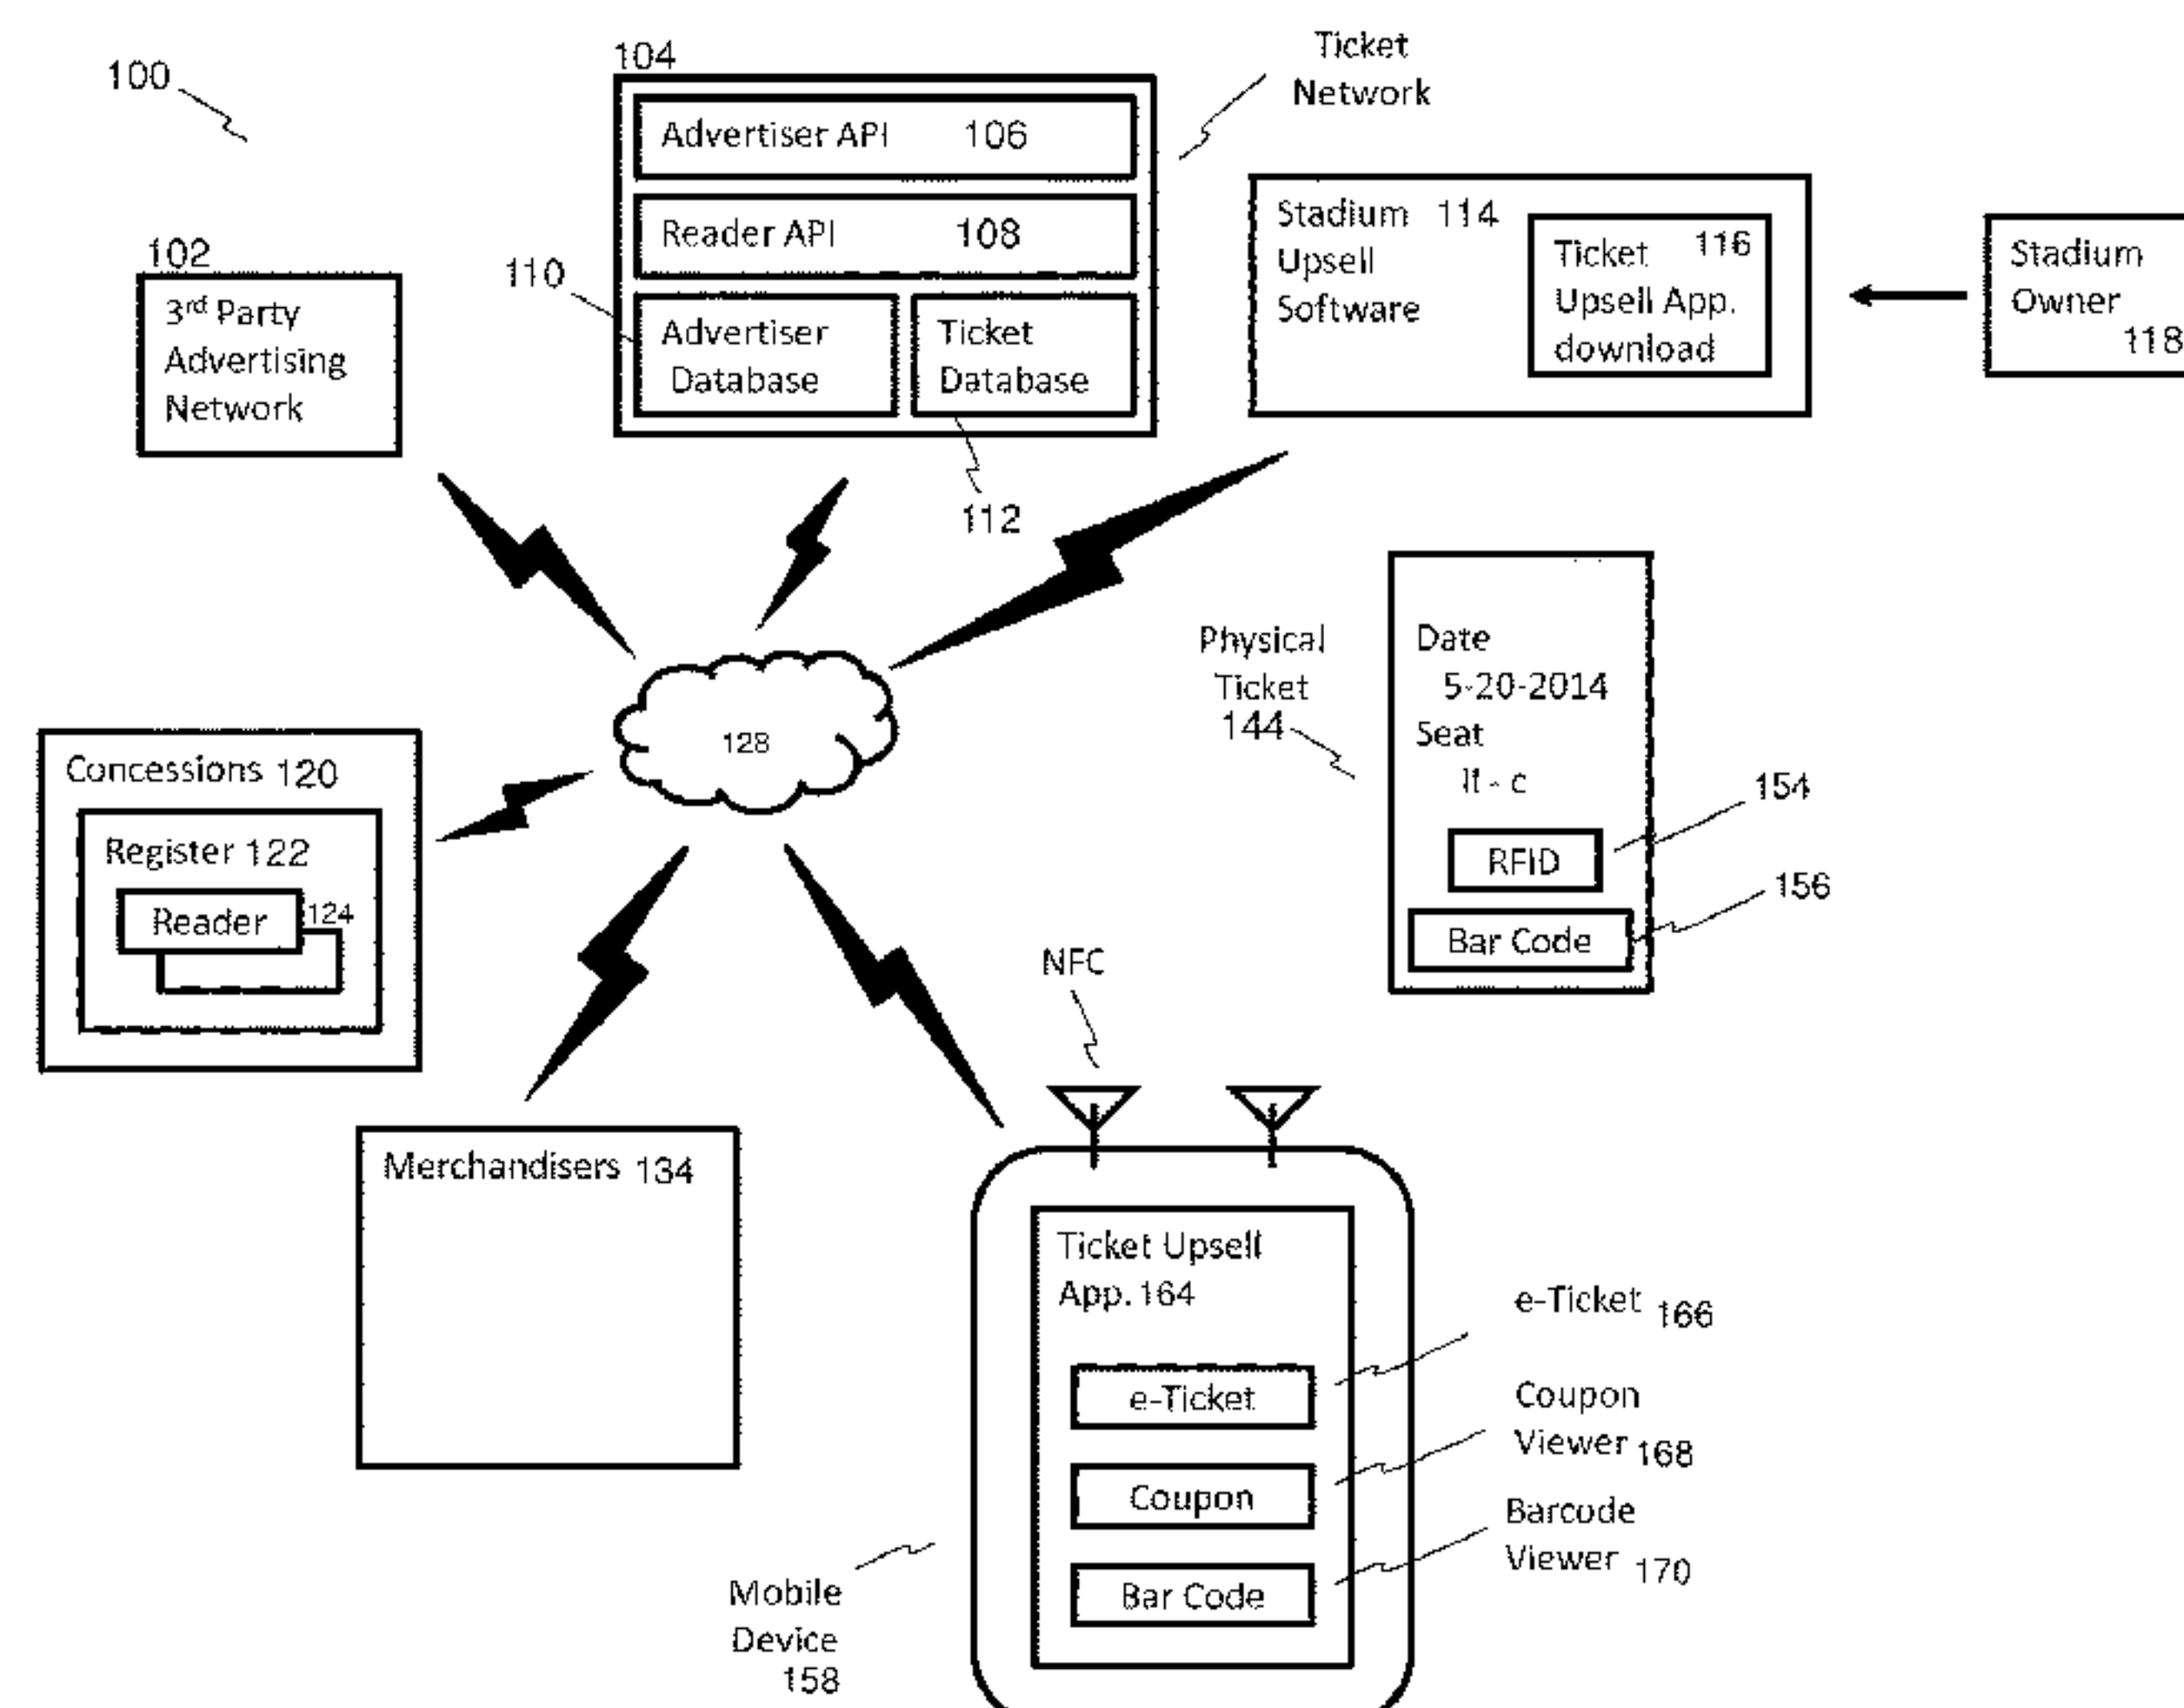 100
104
Ticket
Network
Advertiser API 106
Reader API 108
110
Advertiser
Database
Ticket
Database
112
102
3rd Party
Advertising
Network
Stadium 114
Upsell
Software
Ticket 116
Upsell App.
download
Stadium
Owner
118
128
Physical
Ticket
144
Date
5-20-2014
Seat
RFID
154
Bar Code
156
Concessions 120
Register 122
Reader 124
Merchandisers 134
NFC
Ticket Upsell
App. 164
e-Ticket
Coupon
Bar Code
e-Ticket 166
Coupon
Viewer 168
Barcode
Viewer 170
Mobile
Device
158